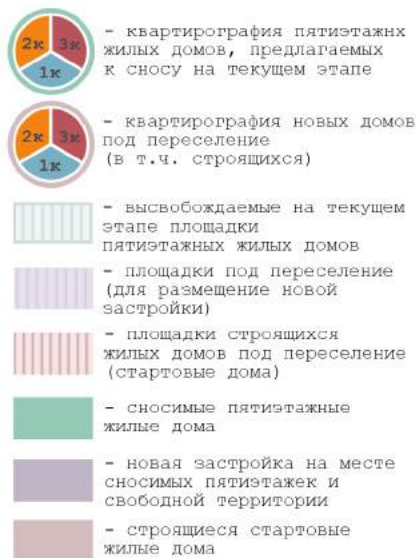 2к 3к
1к
- квартирография пятиэтажнх
жилых домов, предлагаемых
к сносу на текущем этапе
2к 3к
1к
- квартирография новых домов
под переселение
(в т.ч. строящихся)
- высвобождаемые на текущем
этапе площадки
пятиэтажных жилых домов
- площадки под переселение
(для размещение новой
застройки)
- площадки строящихся
жилых домов под переселение
(стартовые дома)
- сносимые пятиэтажные
жилые дома
- новая застройка на месте
сносимых пятиэтажек и
свободной территории
- строящиеся стартовые
жилые дома